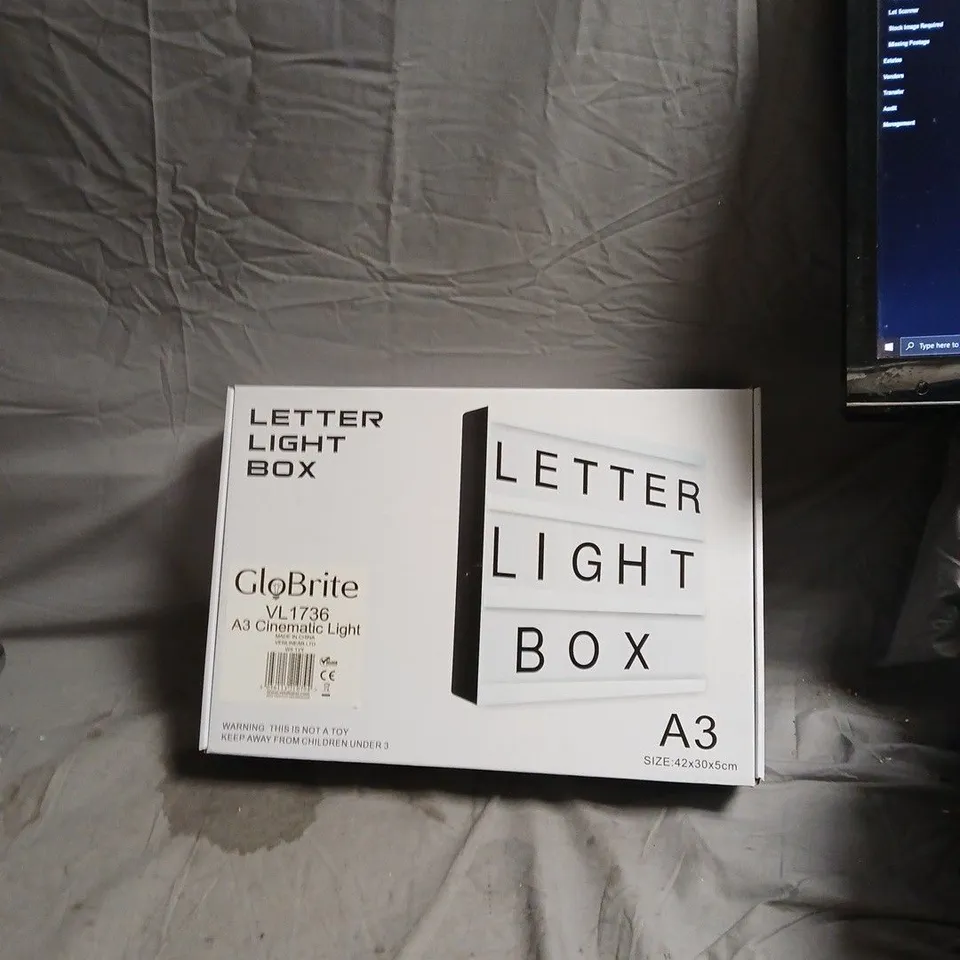 LETTER
LIGHT
BOX
LETTER
LIGHT
BOX
GloBrite
VL1736
A3 Cinematic Light
MADE IN CHINA
CE
WARNING: THIS IS NOT A TOY
KEEP AWAY FROM CHILDREN UNDER 3
A3
SIZE:42x30x5cm
Lot Scanner
Stock Image Required
Missing Postage
Estates
Vendors
Transfer
Audit
Management
Type here to